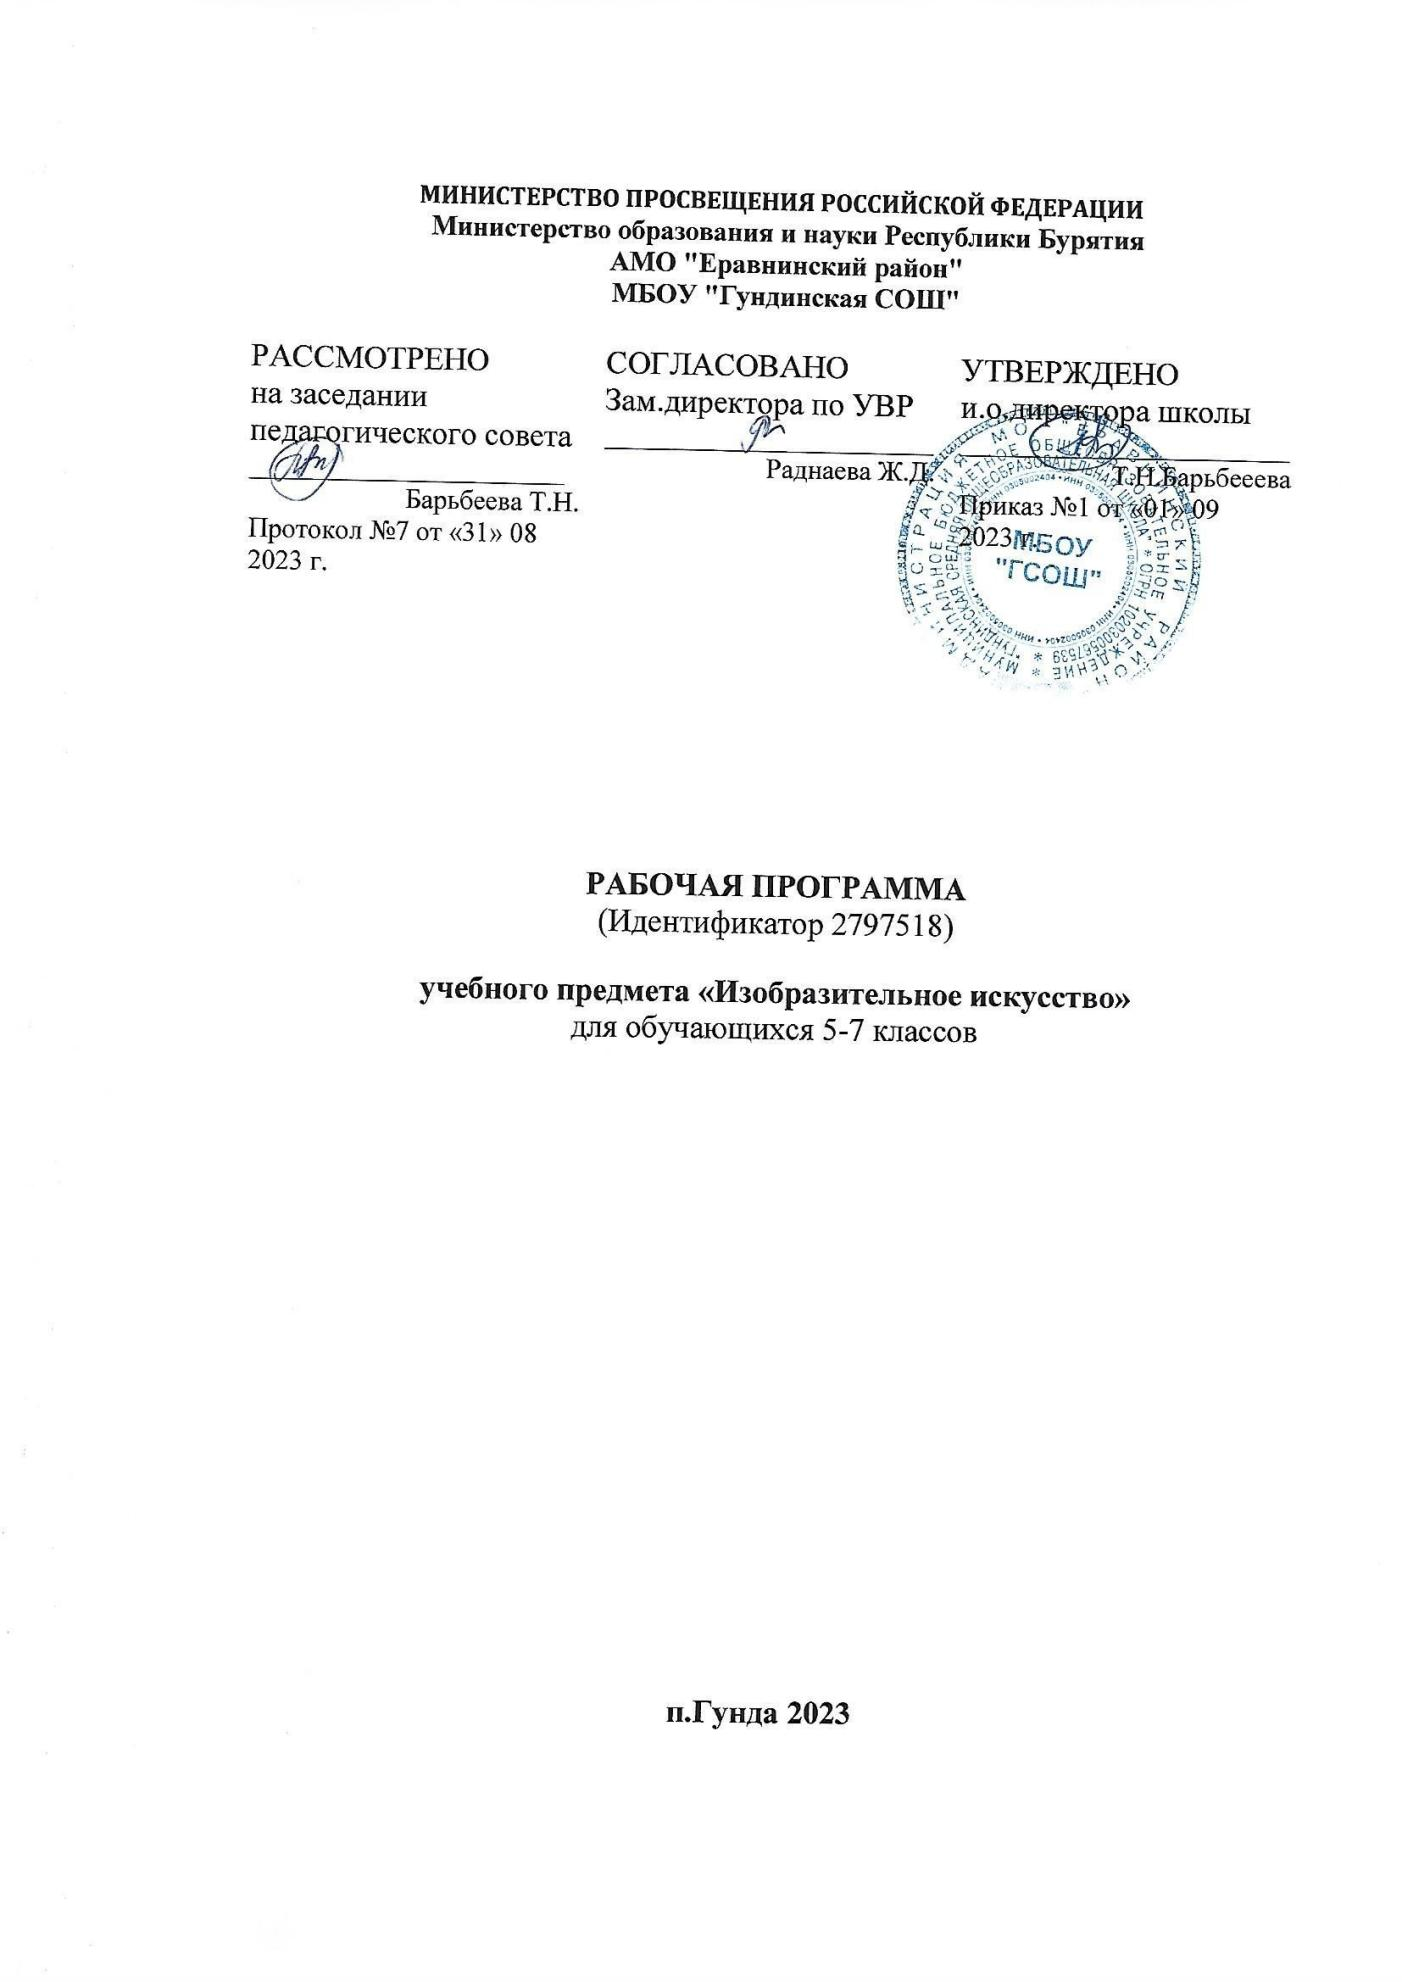 МИНИСТЕРСТВО ПРОСВЕЩЕНИЯ РОССИЙСКОЙ ФЕДЕРАЦИИ
Министерство образования и науки Республики Бурятия
АМО "Еравнинский район"
МБОУ "Гундинская СОШ"
РАССМОТРЕНО
на заседании
педагогического совета
Барьбеева Т.Н.
Протокол №7 от «31» 08
2023 г.
СОГЛАСОВАНО
Зам.директора по УВР
Раднаева Ж.Д.
УТВЕРЖДЕНО
и.о.директора школы
Т.Н.Барьбееева
Приказ №1 от «01» 09
2023 г.
МБОУ
"ГСОШ"
РАБОЧАЯ ПРОГРАММА
(Идентификатор 2797518)
учебного предмета «Изобразительное искусство»
для обучающихся 5-7 классов
п.Гунда 2023